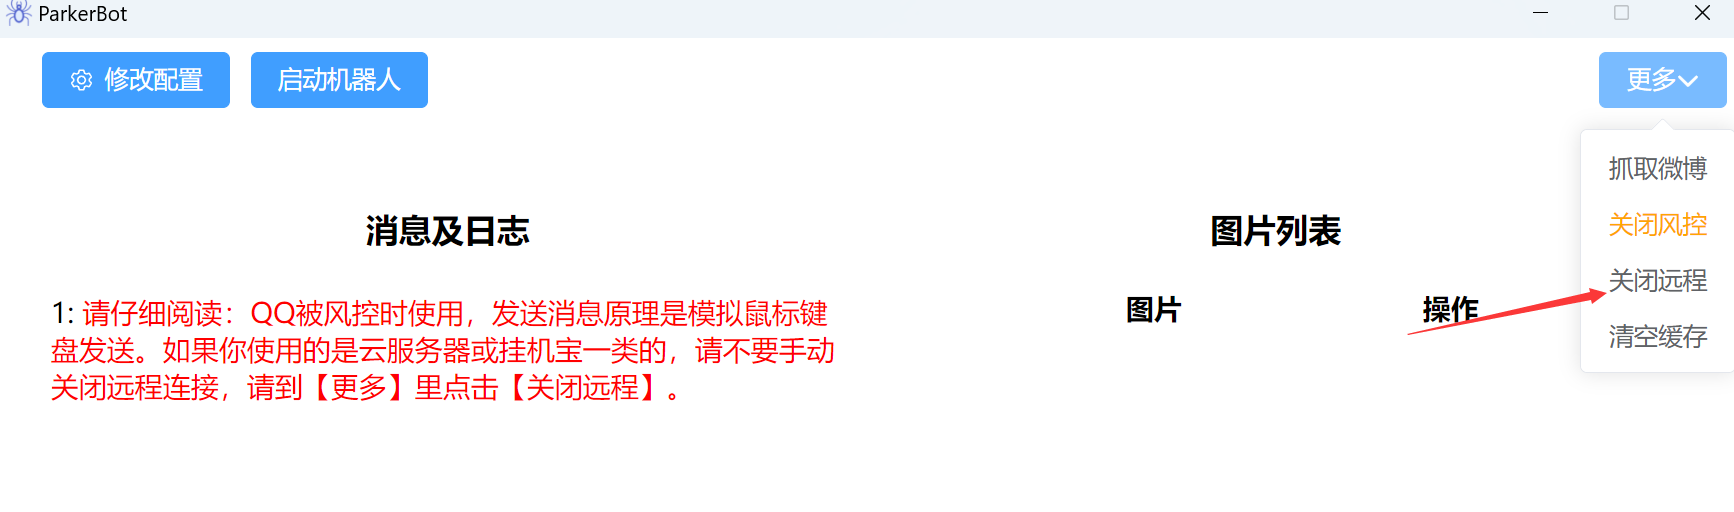 ParkerBot
修改配置
启动机器人
更多
抓取微博
关闭风控
关闭远程
清空缓存
消息及日志
1: 请仔细阅读：QQ被风控时使用，发送消息原理是模拟鼠标键
盘发送。如果你使用的是云服务器或挂机宝一类的，请不要手动
关闭远程连接，请到【更多】里点击【关闭远程】。
图片列表
图片
操作